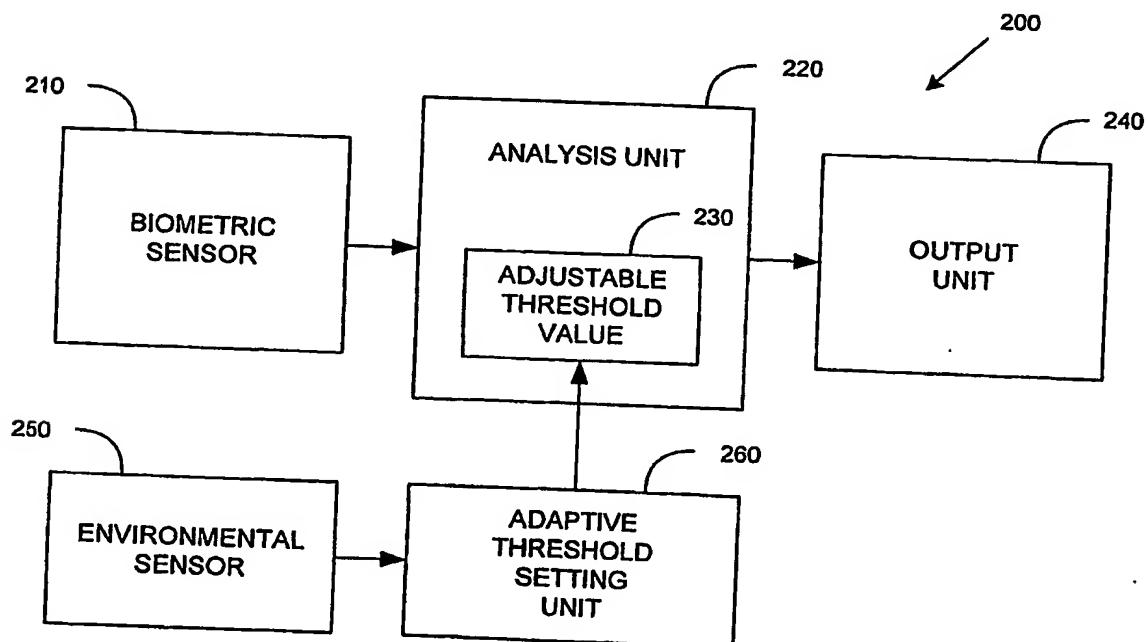 200
210
220
240
BIOMETRIC
SENSOR
ANALYSIS UNIT
230
ADJUSTABLE
THRESHOLD
VALUE
OUTPUT
UNIT
250
260
ENVIRONMENTAL
SENSOR
ADAPTIVE
THRESHOLD
SETTING
UNIT